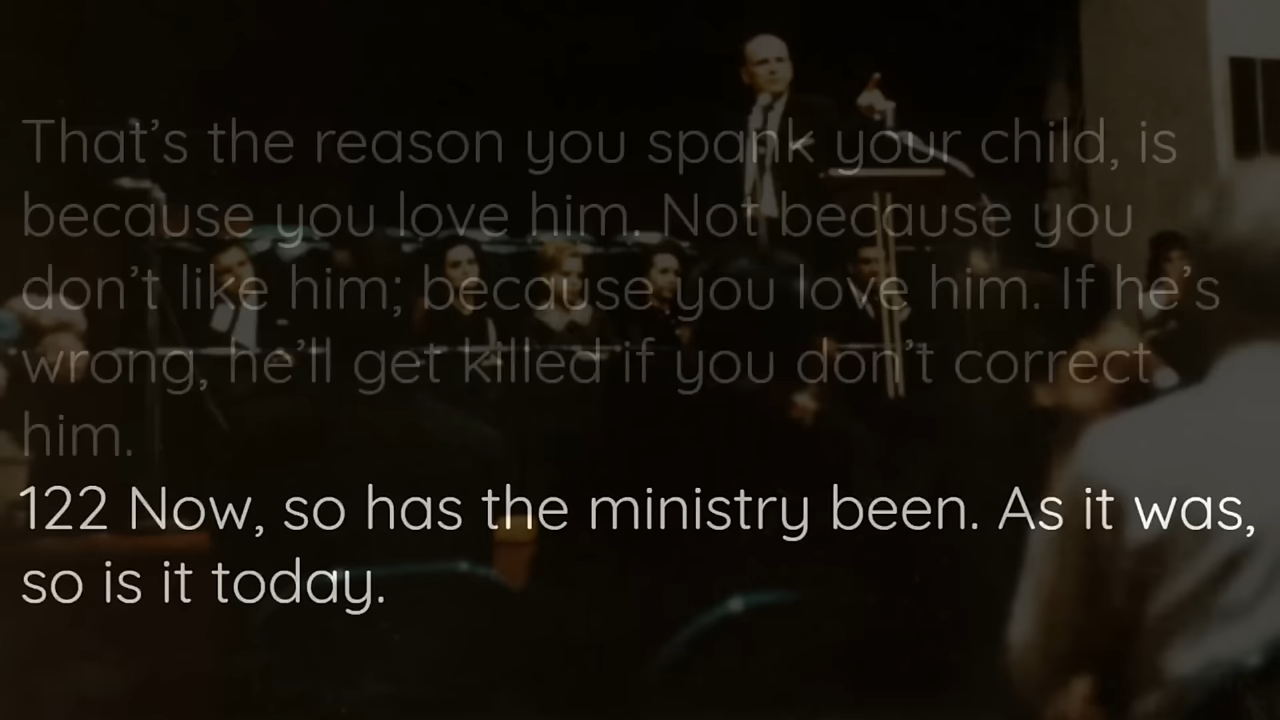 That’s the reason you spank your child, is
because you love him. Not because you
don’t like him; because you love him. If he’s
wrong, he’ll get killed if you don’t correct
him.
122 Now, so has the ministry been. As it was,
so is it today.